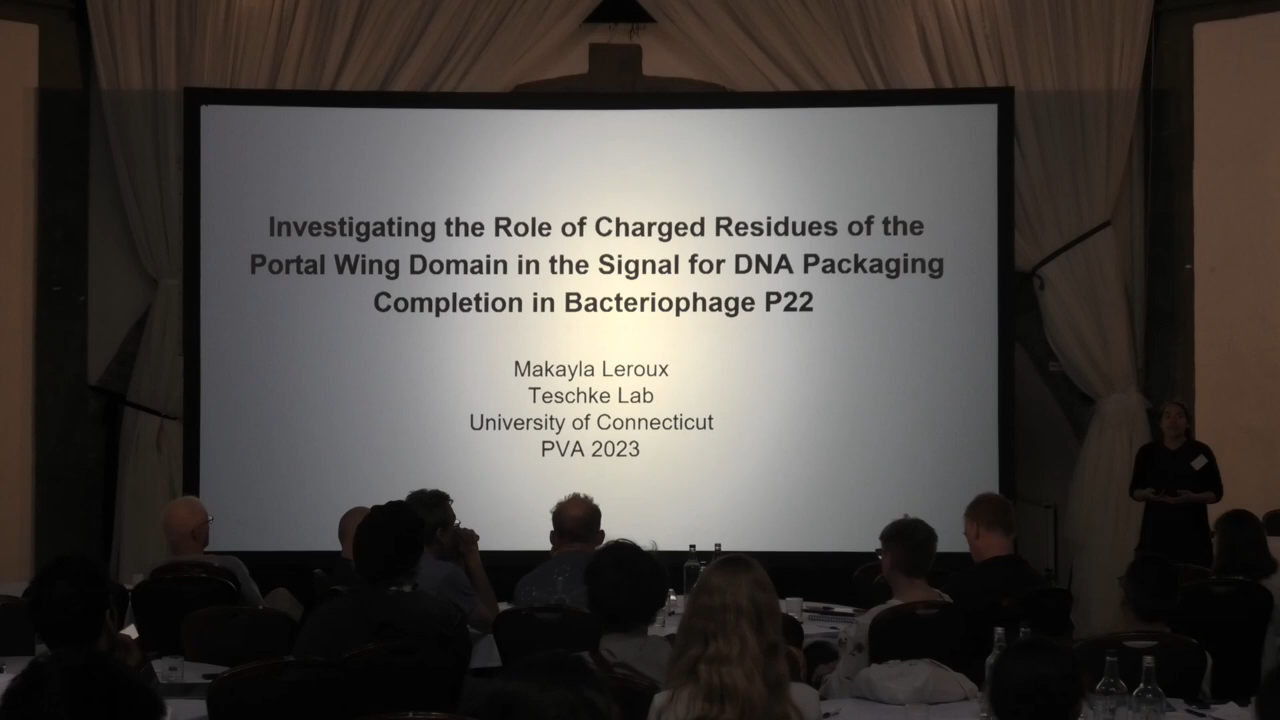 Investigating the Role of Charged Residues of the
Portal Wing Domain in the Signal for DNA Packaging
Completion in Bacteriophage P22
Makayla Leroux
Teschke Lab
University of Connecticut
PVA 2023